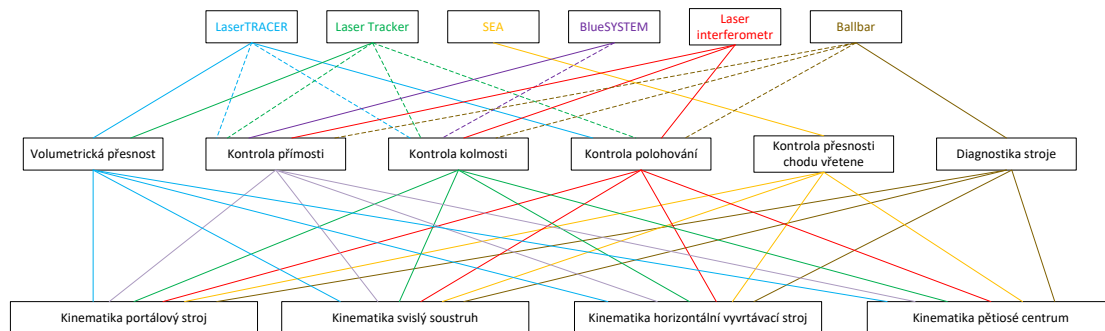 LaserTRACER
Laser Tracker
SEA
BlueSYSTEM
Laser
interferometr
Ballbar
Volumetrická přesnost
Kontrola přímosti
Kontrola kolmosti
Kontrola polohování
Kontrola přesnosti
chodu vřetene
Diagnostika stroje
Kinematika portálový stroj
Kinematika svislý soustruh
Kinematika horizontální vyvrtávací stroj
Kinematika pětiosé centrum